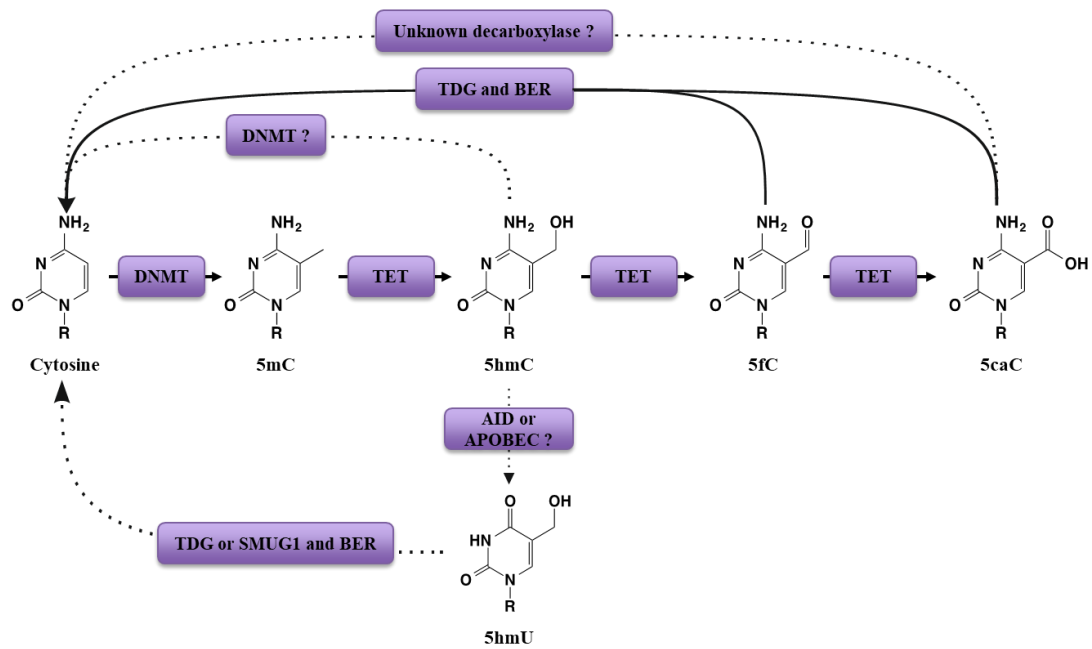 Unknown decarboxylase ?
TDG and BER
DNMT ?
NH2
N
O
N
R
Cytosine
DNMT
NH2
N
O
N
R
5mC
TET
NH2
OH
N
O
N
R
5hmC
TET
NH2
O
N
O
N
R
5fC
TET
NH2
O
OH
N
O
N
R
5caC
AID or
APOBEC ?
O
OH
HN
O
N
R
5hmU
TDG or SMUG1 and BER